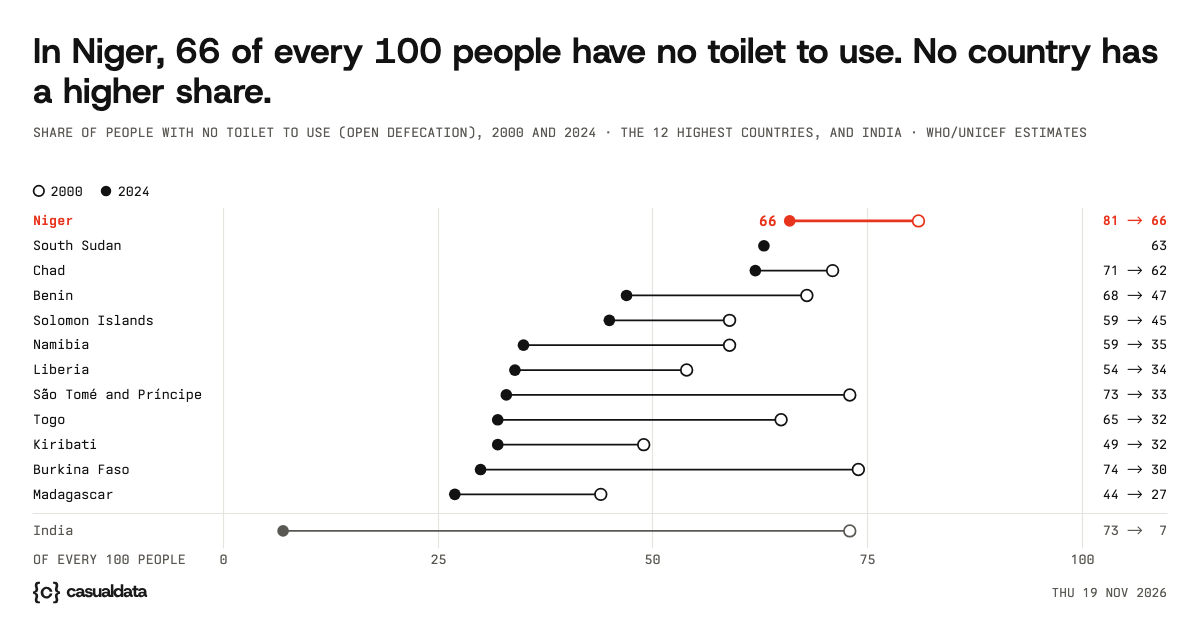 In Niger, 66 of every 100 people have no toilet to use. No country has
a higher share.
SHARE OF PEOPLE WITH NO TOILET TO USE (OPEN DEFECATION), 2000 AND 2024 · THE 12 HIGHEST COUNTRIES, AND INDIA · WHO/UNICEF ESTIMATES
2000 2024
Niger 66 81 → 66
South Sudan 63
Chad 71 → 62
Benin 68 → 47
Solomon Islands 59 → 45
Namibia 59 → 35
Liberia 54 → 34
São Tomé and Príncipe 73 → 33
Togo 65 → 32
Kiribati 49 → 32
Burkina Faso 74 → 30
Madagascar 44 → 27
India 73 → 7
OF EVERY 100 PEOPLE 0 25 50 75 100
{c} casualdata THU 19 NOV 2026